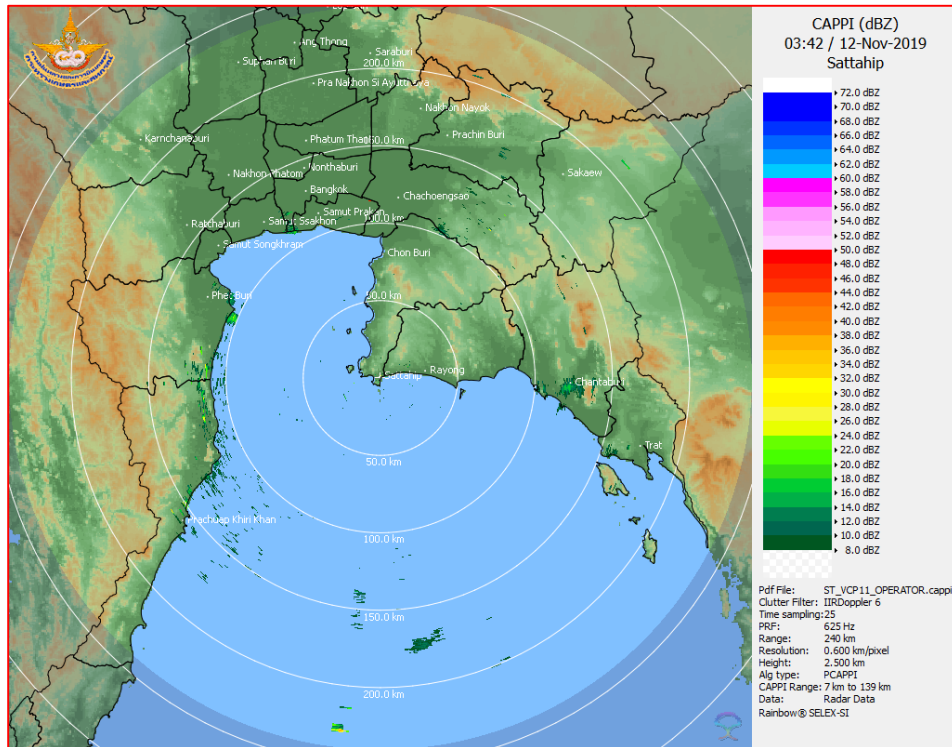 CAPPI (dBZ)
03:42 / 12-Nov-2019
Sattahip
72.0 dBZ
70.0 dBZ
68.0 dBZ
66.0 dBZ
64.0 dBZ
62.0 dBZ
60.0 dBZ
58.0 dBZ
56.0 dBZ
54.0 dBZ
52.0 dBZ
50.0 dBZ
48.0 dBZ
46.0 dBZ
44.0 dBZ
42.0 dBZ
40.0 dBZ
38.0 dBZ
36.0 dBZ
34.0 dBZ
32.0 dBZ
30.0 dBZ
28.0 dBZ
26.0 dBZ
24.0 dBZ
22.0 dBZ
20.0 dBZ
18.0 dBZ
16.0 dBZ
14.0 dBZ
12.0 dBZ
10.0 dBZ
8.0 dBZ
Pdf File: ST_VCP11_OPERATOR.cappi
Clutter Filter: IIRDoppler 6
Time sampling:25
PRF: 625 Hz
Range: 240 km
Resolution: 0.600 km/pixel
Height: 2.500 km
Alg type: PCAPPI
CAPPI Range: 7 km to 139 km
Data: Radar Data
Rainbow® SELEX-SI
Ang Thong
Saraburi
Suphan Buri
200.0 km
Pra Nakhon Si Ayuttthaya
Nakhon Nayok
Karnchanaburi
Phatum Thani
Prachin Buri
Nonthaburi
Nakhon Phatom
Sakaew
Bangkok
Chachoengsao
Samut Prakan
Ratchaburi
Samut Ssakhon
100.0 km
Samut Songkhram
Chon Buri
Phet Buri
50.0 km
Sattahip
Rayong
Chantaburi
Trat
50.0 km
Prachuap Khiri Khan
100.0 km
150.0 km
200.0 km